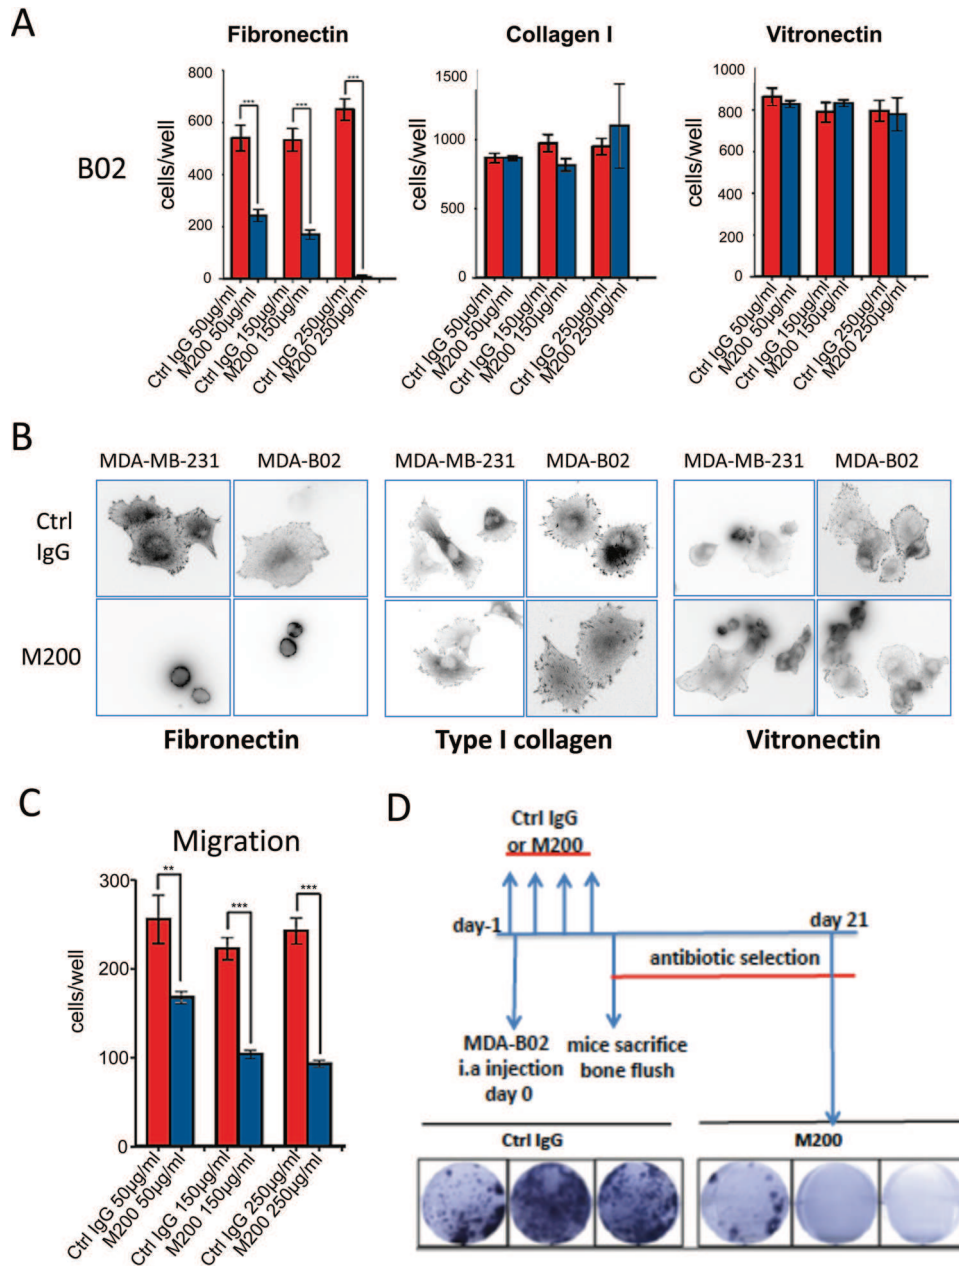 A
Fibronectin
Collagen I
Vitronectin
B02
cells/well
800
600
400
200
0
***
***
***
Ctrl IgG 50µg/ml
M200 50µg/ml
Ctrl IgG 150µg/ml
M200 150µg/ml
Ctrl IgG 250µg/ml
M200 250µg/ml
cells/well
1500
1000
500
0
Ctrl IgG 50µg/ml
M200 50µg/ml
Ctrl IgG 150µg/ml
M200 150µg/ml
Ctrl IgG 250µg/ml
M200 250µg/ml
cells/well
1000
800
600
400
200
0
Ctrl IgG 50µg/ml
M200 50µg/ml
Ctrl IgG 150µg/ml
M200 150µg/ml
Ctrl IgG 250µg/ml
M200 250µg/ml
B
MDA-MB-231
MDA-B02
MDA-MB-231
MDA-B02
MDA-MB-231
MDA-B02
Ctrl
IgG
M200
Fibronectin
Type I collagen
Vitronectin
C
Migration
cells/well
300
200
100
0
**
***
***
Ctrl IgG 50µg/ml
M200 50µg/ml
Ctrl IgG 150µg/ml
M200 150µg/ml
Ctrl IgG 250µg/ml
M200 250µg/ml
D
Ctrl IgG
or M200
day-1
day 21
antibiotic selection
MDA-B02
i.a injection
day 0
mice sacrifice
bone flush
Ctrl IgG
M200